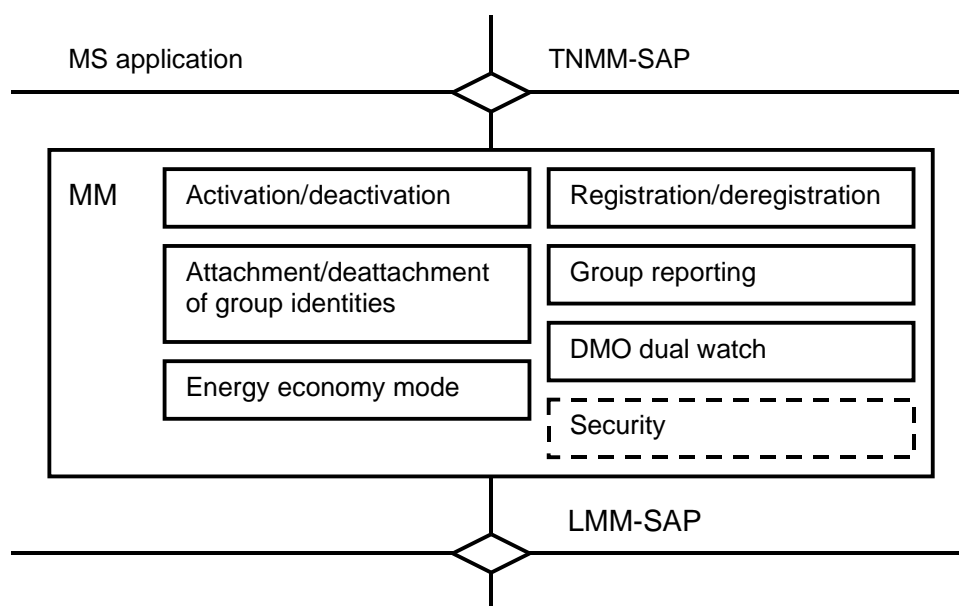 MS application
TNMM-SAP
MM
Activation/deactivation
Registration/deregistration
Attachment/deattachment
of group identities
Group reporting
DMO dual watch
Energy economy mode
Security
LMM-SAP